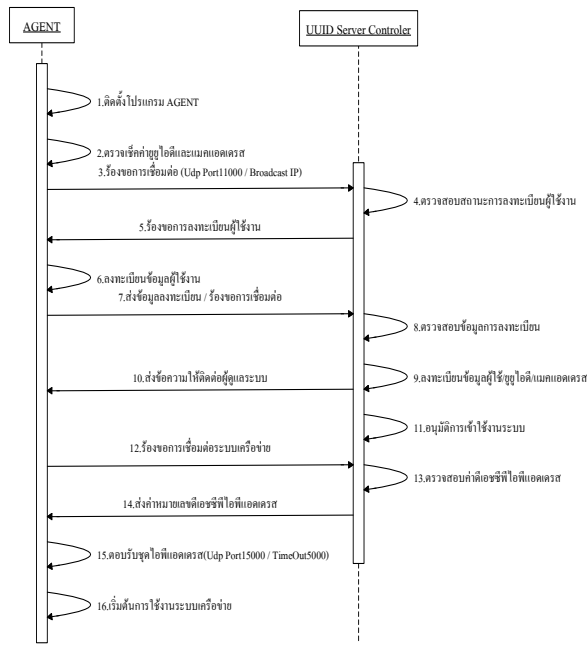 AGENT
UUID Server Controler
1.ติดตั้งโปรแกรม AGENT
2.ตรวจเช็คค่ายูยูไอดีและแมคแอดเดรส
3.ร้องขอการเชื่อมต่อ (Udp Port11000 / Broadcast IP)
4.ตรวจสอบสถานะการลงทะเบียนผู้ใช้งาน
5.ร้องขอการลงทะเบียนผู้ใช้งาน
6.ลงทะเบียนข้อมูลผู้ใช้งาน
7.ส่งข้อมูลลงทะเบียน / ร้องขอการเชื่อมต่อ
8.ตรวจสอบข้อมูลการลงทะเบียน
9.ลงทะเบียนข้อมูลผู้ใช้/ยูยูไอดี/แมคแอดเดรส
10.ส่งข้อความให้ติดต่อผู้ดูแลระบบ
11.อนุมัติการเข้าใช้งานระบบ
12.ร้องขอการเชื่อมต่อระบบเครือข่าย
13.ตรวจสอบค่าดีเอชซีพีไอพีแอดเดรส
14.ส่งค่าหมายเลขดีเอชซีพีไอพีแอดเดรส
15.ตอบรับชุดไอพีแอดเดรส(Udp Port15000 / TimeOut5000)
16.เริ่มต้นการใช้งานระบบเครือข่าย